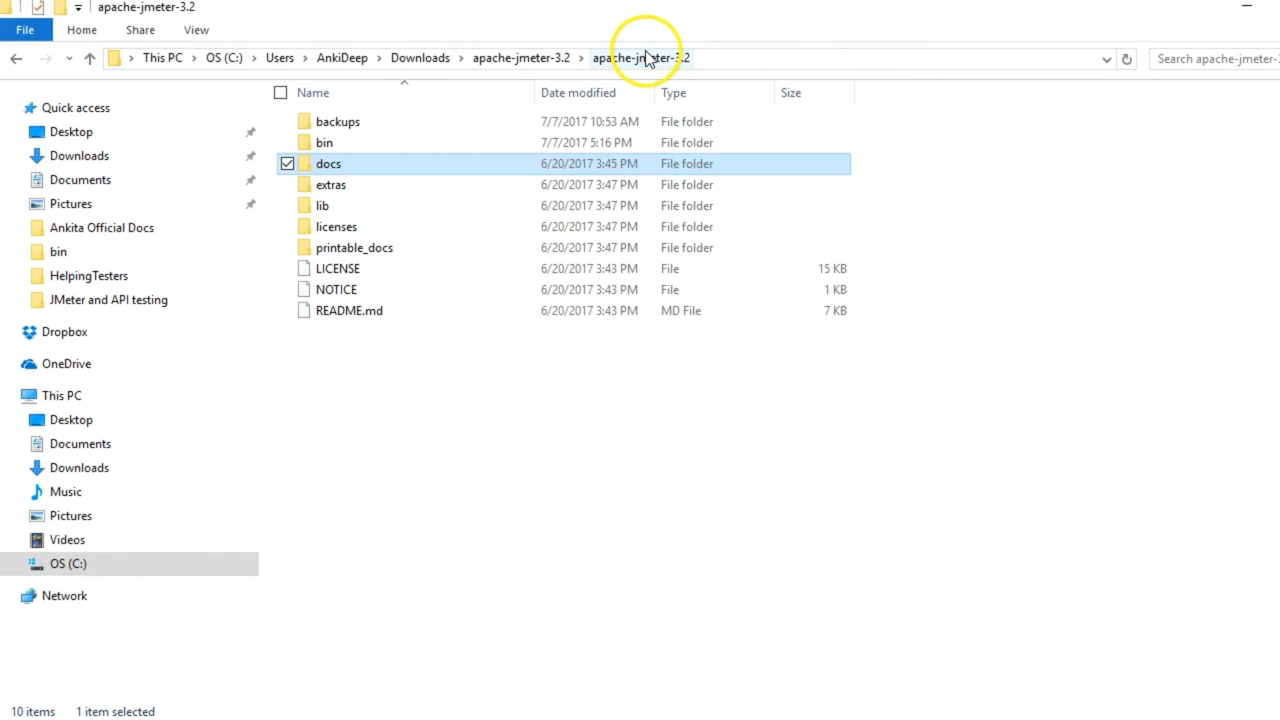 apache-jmeter-3.2
File Home Share View
This PC OS (C:) Users AnkiDeep Downloads apache-jmeter-3.2 apache-jmeter-3.2 Search apache-jmeter-3
Name Date modified Type Size
Quick access
Desktop
Downloads
Documents
Pictures
Ankita Official Docs
bin
HelpingTesters
JMeter and API testing
Dropbox
OneDrive
This PC
Desktop
Documents
Downloads
Music
Pictures
Videos
OS (C:)
Network
backups 7/7/2017 10:53 AM File folder
bin 7/7/2017 5:16 PM File folder
docs 6/20/2017 3:45 PM File folder
extras 6/20/2017 3:47 PM File folder
lib 6/20/2017 3:47 PM File folder
licenses 6/20/2017 3:47 PM File folder
printable_docs 6/20/2017 3:47 PM File folder
LICENSE 6/20/2017 3:43 PM File 15 KB
NOTICE 6/20/2017 3:43 PM File 1 KB
README.md 6/20/2017 3:43 PM MD File 7 KB
10 items 1 item selected